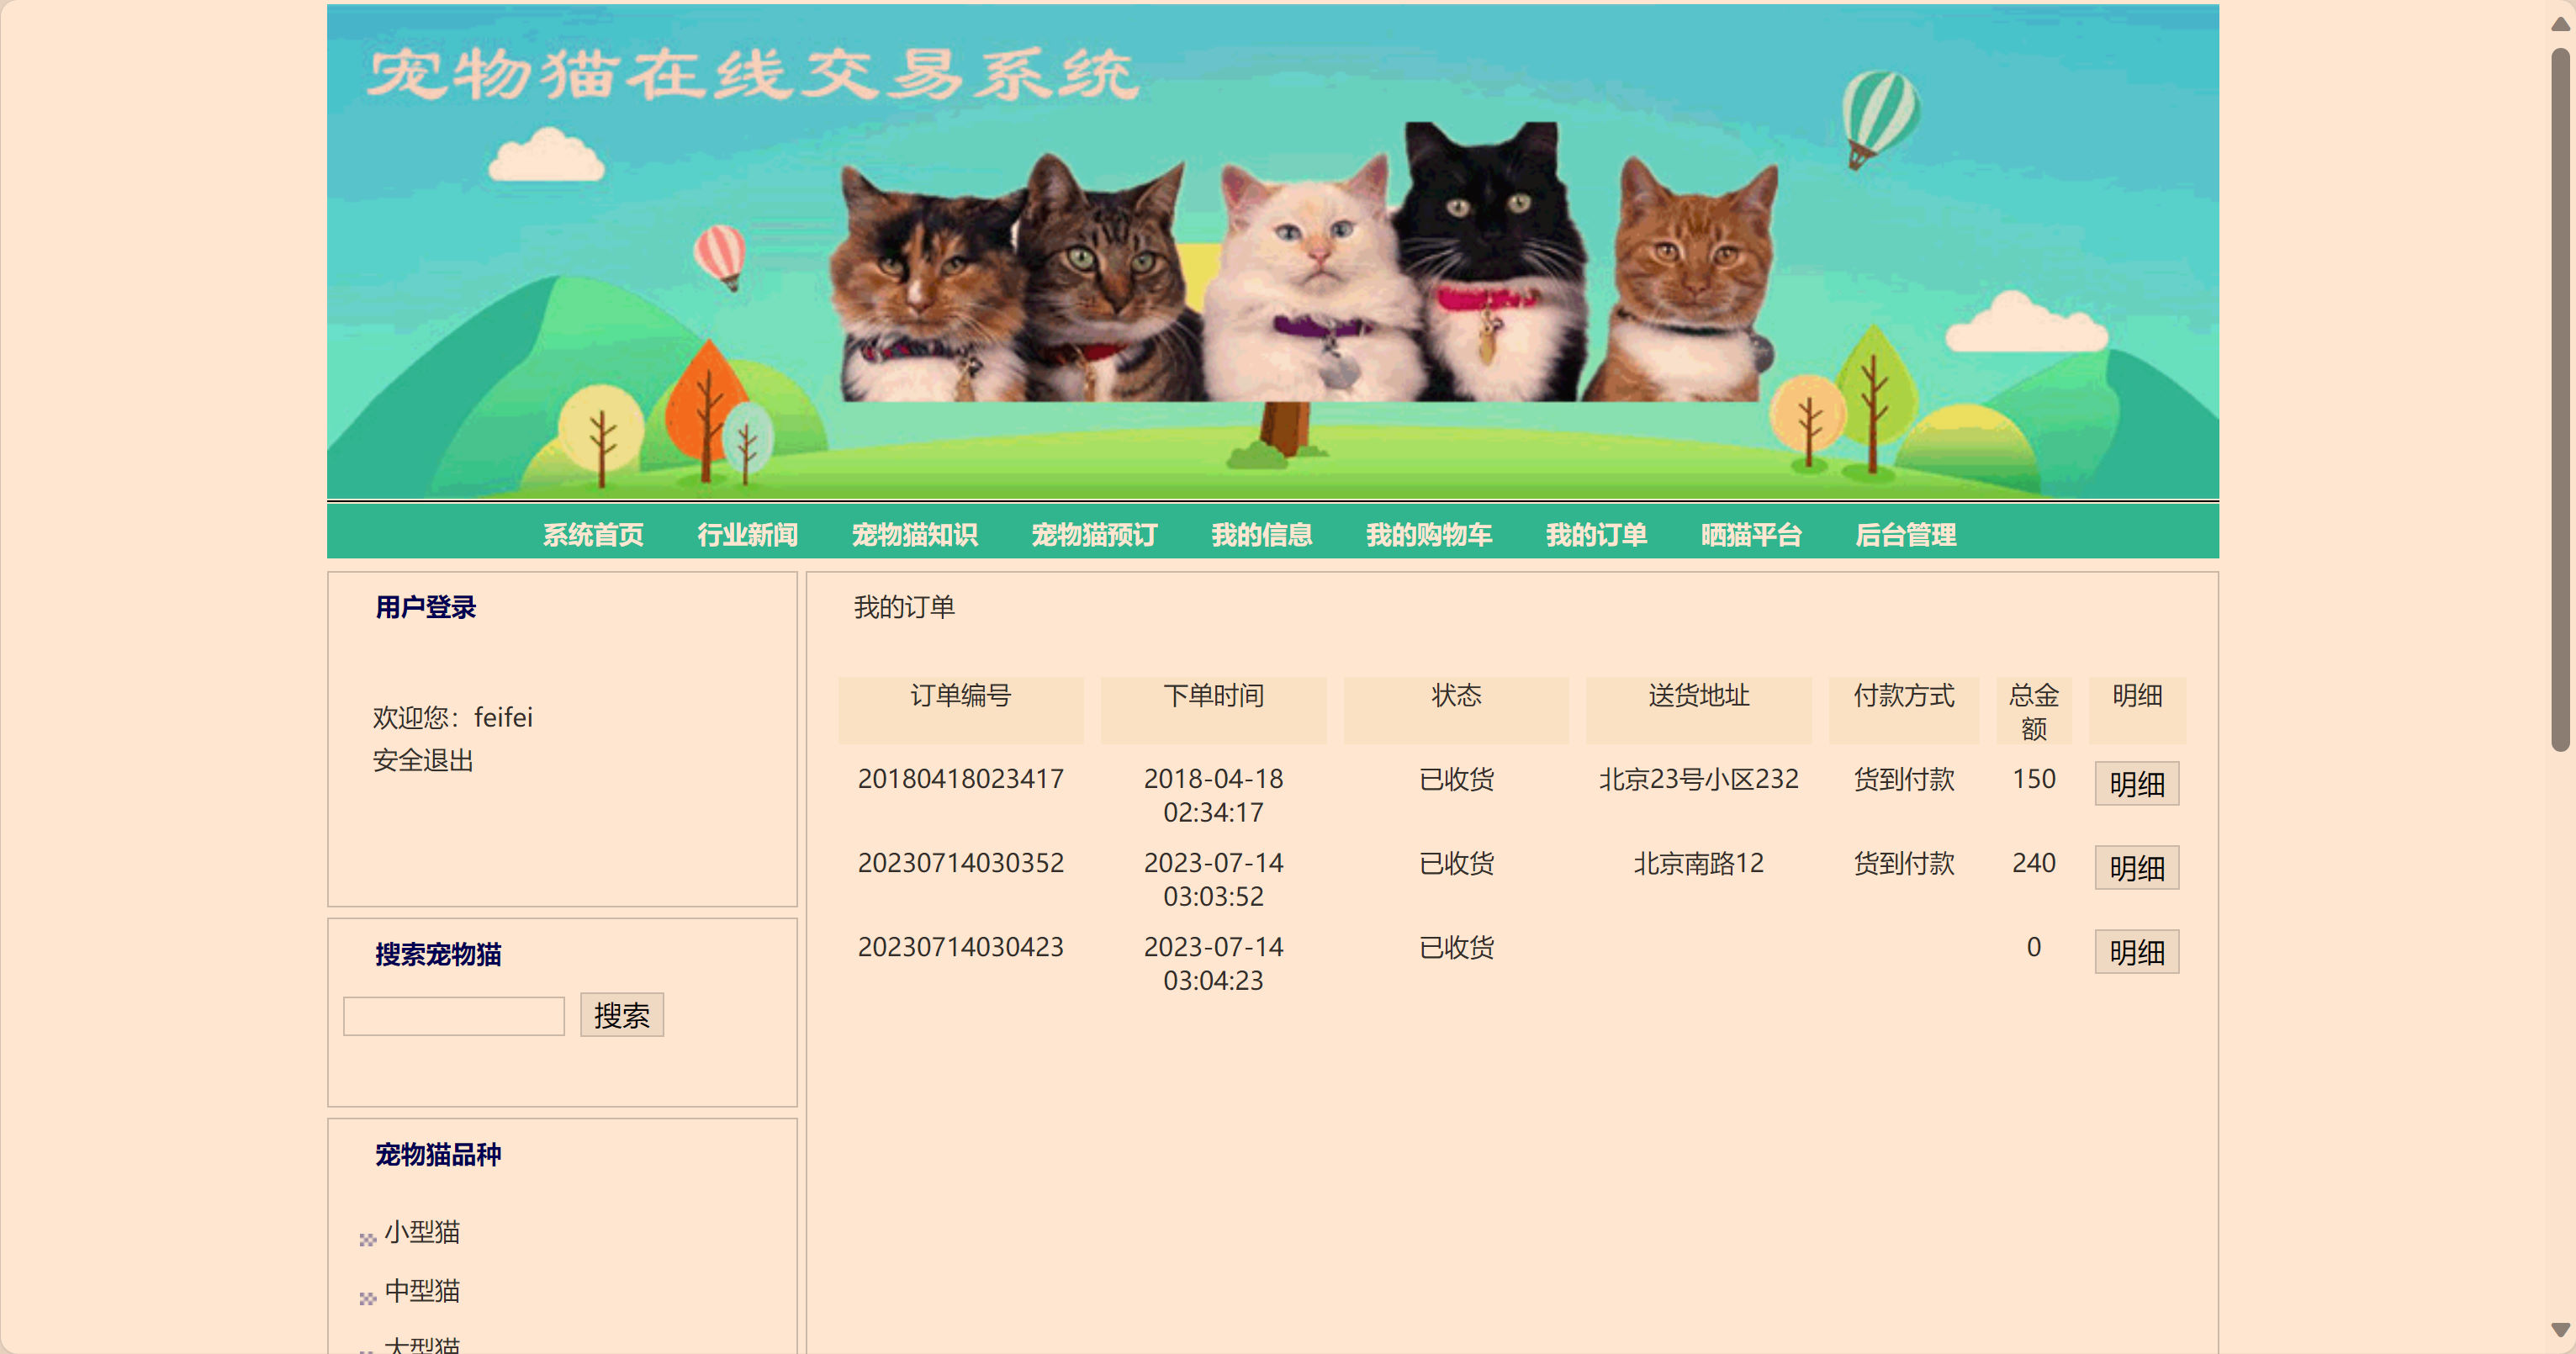 宠物猫在线交易系统
系统首页 行业新闻 宠物猫知识 宠物猫预订 我的信息 我的购物车 我的订单 晒猫平台 后台管理
用户登录
欢迎您：feifei
安全退出
搜索宠物猫
搜索
宠物猫品种
小型猫
中型猫
大型猫
我的订单
订单编号 下单时间 状态 送货地址 付款方式 总金额 明细
20180418023417 2018-04-18 02:34:17 已收货 北京23号小区232 货到付款 150 明细
20230714030352 2023-07-14 03:03:52 已收货 北京南路12 货到付款 240 明细
20230714030423 2023-07-14 03:04:23 已收货 0 明细